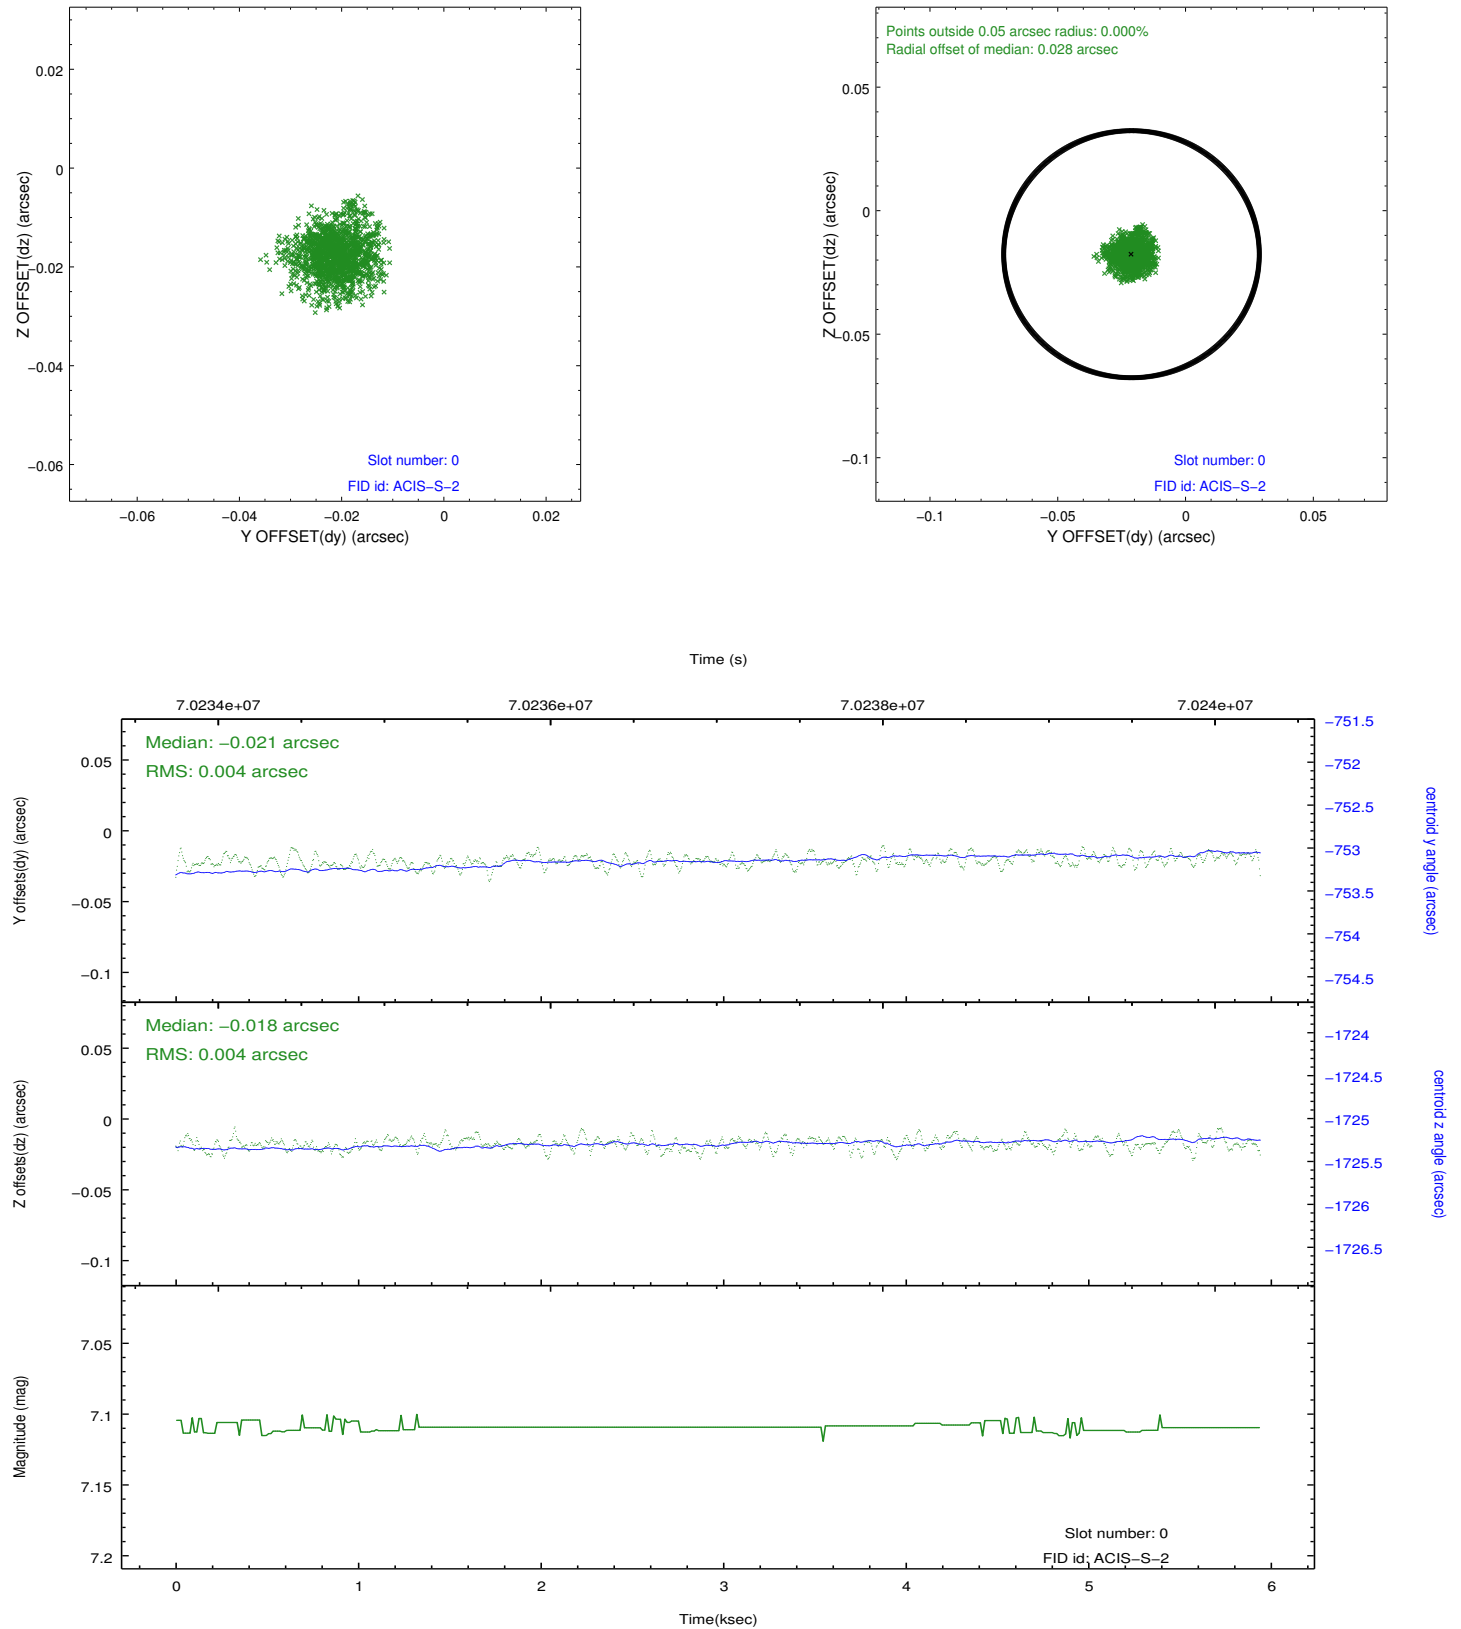 0.02
0
−0.02
−0.04
−0.06
Z OFFSET(dz) (arcsec)
Slot number: 0
FID id: ACIS−S−2
−0.06
−0.04
−0.02
0
0.02
Y OFFSET(dy) (arcsec)
Points outside 0.05 arcsec radius: 0.000%
Radial offset of median: 0.028 arcsec
0.05
0
−0.05
−0.1
Z OFFSET(dz) (arcsec)
Slot number: 0
FID id: ACIS−S−2
−0.1
−0.05
0
0.05
Y OFFSET(dy) (arcsec)
Time (s)
7.0234e+07
7.0236e+07
7.0238e+07
7.024e+07
Median: −0.021 arcsec
RMS: 0.004 arcsec
0.05
0
−0.05
−0.1
Y offsets(dy) (arcsec)
−751.5
−752
−752.5
−753
−753.5
−754
−754.5
centroid y angle (arcsec)
Median: −0.018 arcsec
RMS: 0.004 arcsec
0.05
0
−0.05
−0.1
Z offsets(dz) (arcsec)
−1724
−1724.5
−1725
−1725.5
−1726
−1726.5
centroid z angle (arcsec)
7.05
7.1
7.15
7.2
Magnitude (mag)
Slot number: 0
FID id: ACIS−S−2
0
1
2
3
4
5
6
Time(ksec)